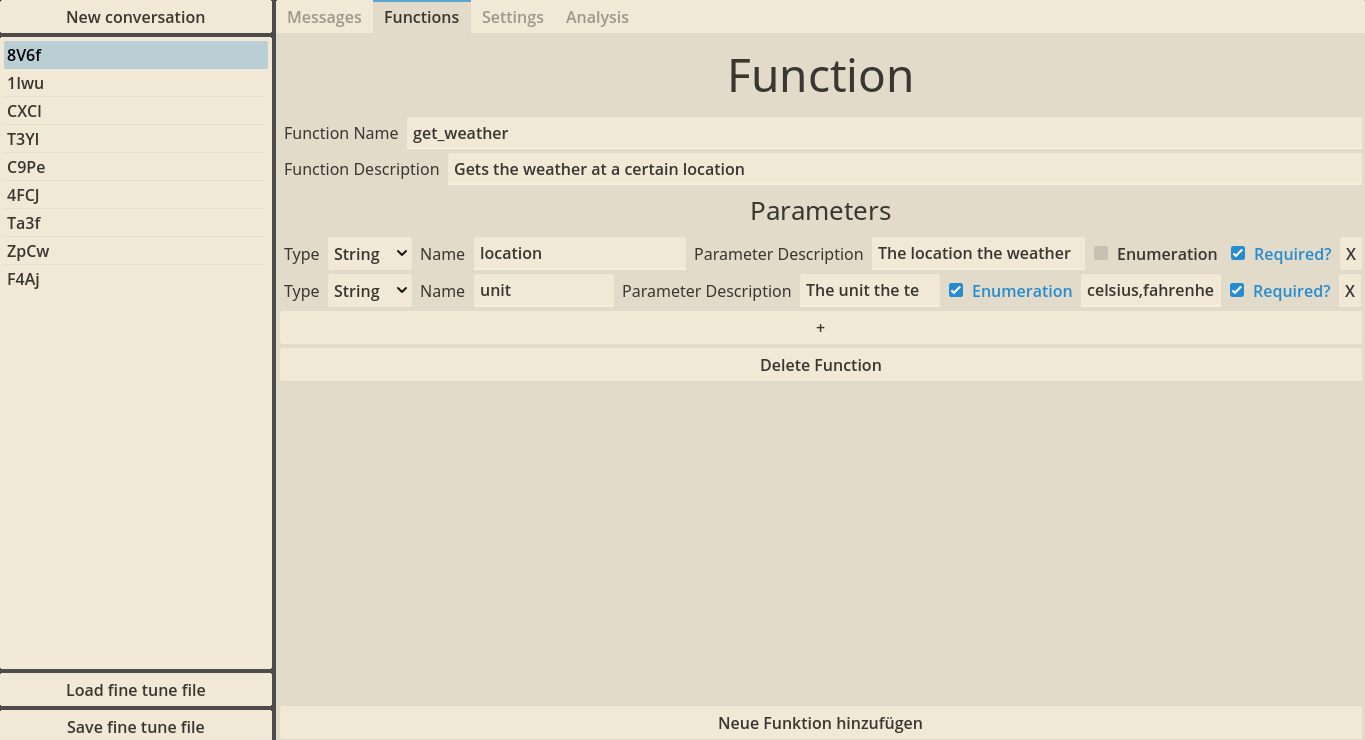 New conversation
8V6f
CXCI
T3YI
C9Pe
4FCJ
Ta3f
ZpCw
F4Aj
Load fine tune file
Save fine tune file
Messages Functions Settings Analysis
Function
Function Name get_weather
Function Description Gets the weather at a certain location
Parameters
Type String Name location Parameter Description The location the weather Enumeration Required? X
Type String Name unit Parameter Description The unit the te Enumeration celsius,fahrenhe Required? X
+
Delete Function
Neue Funktion hinzufügen